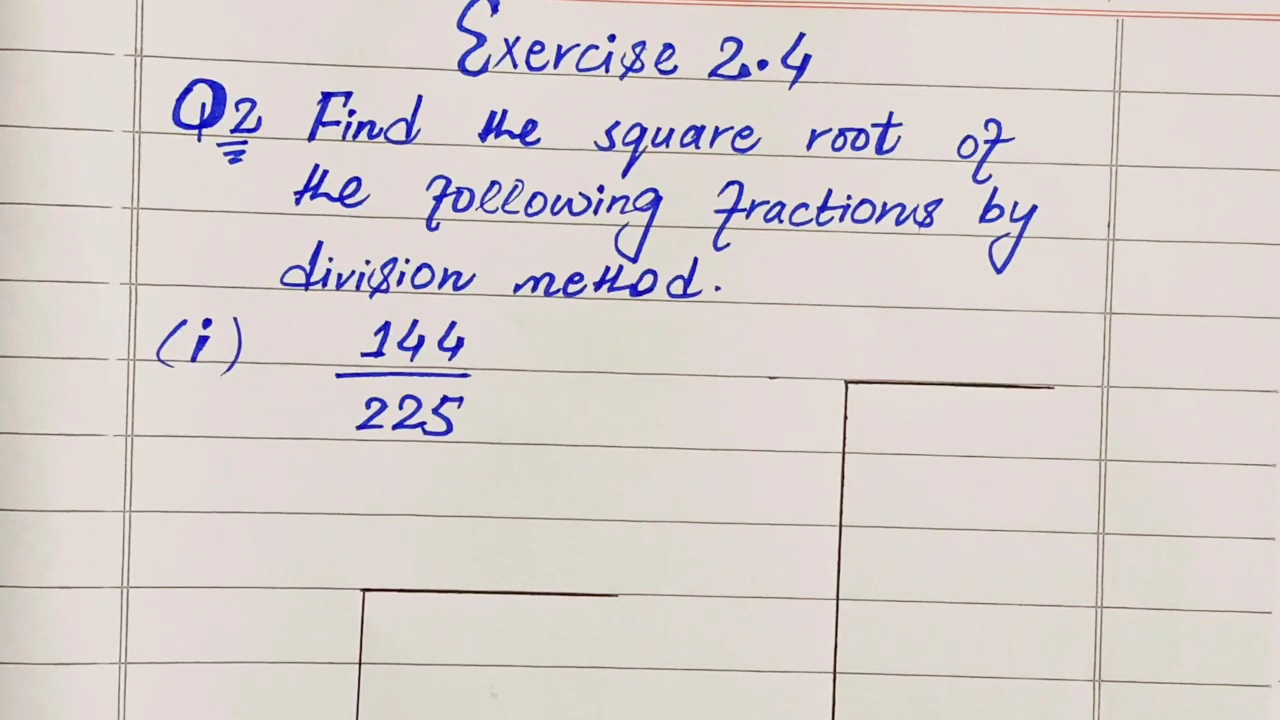 Exercise 2.4
Q2 Find the square root of
the following fractions by
division method.
(i) 144
225